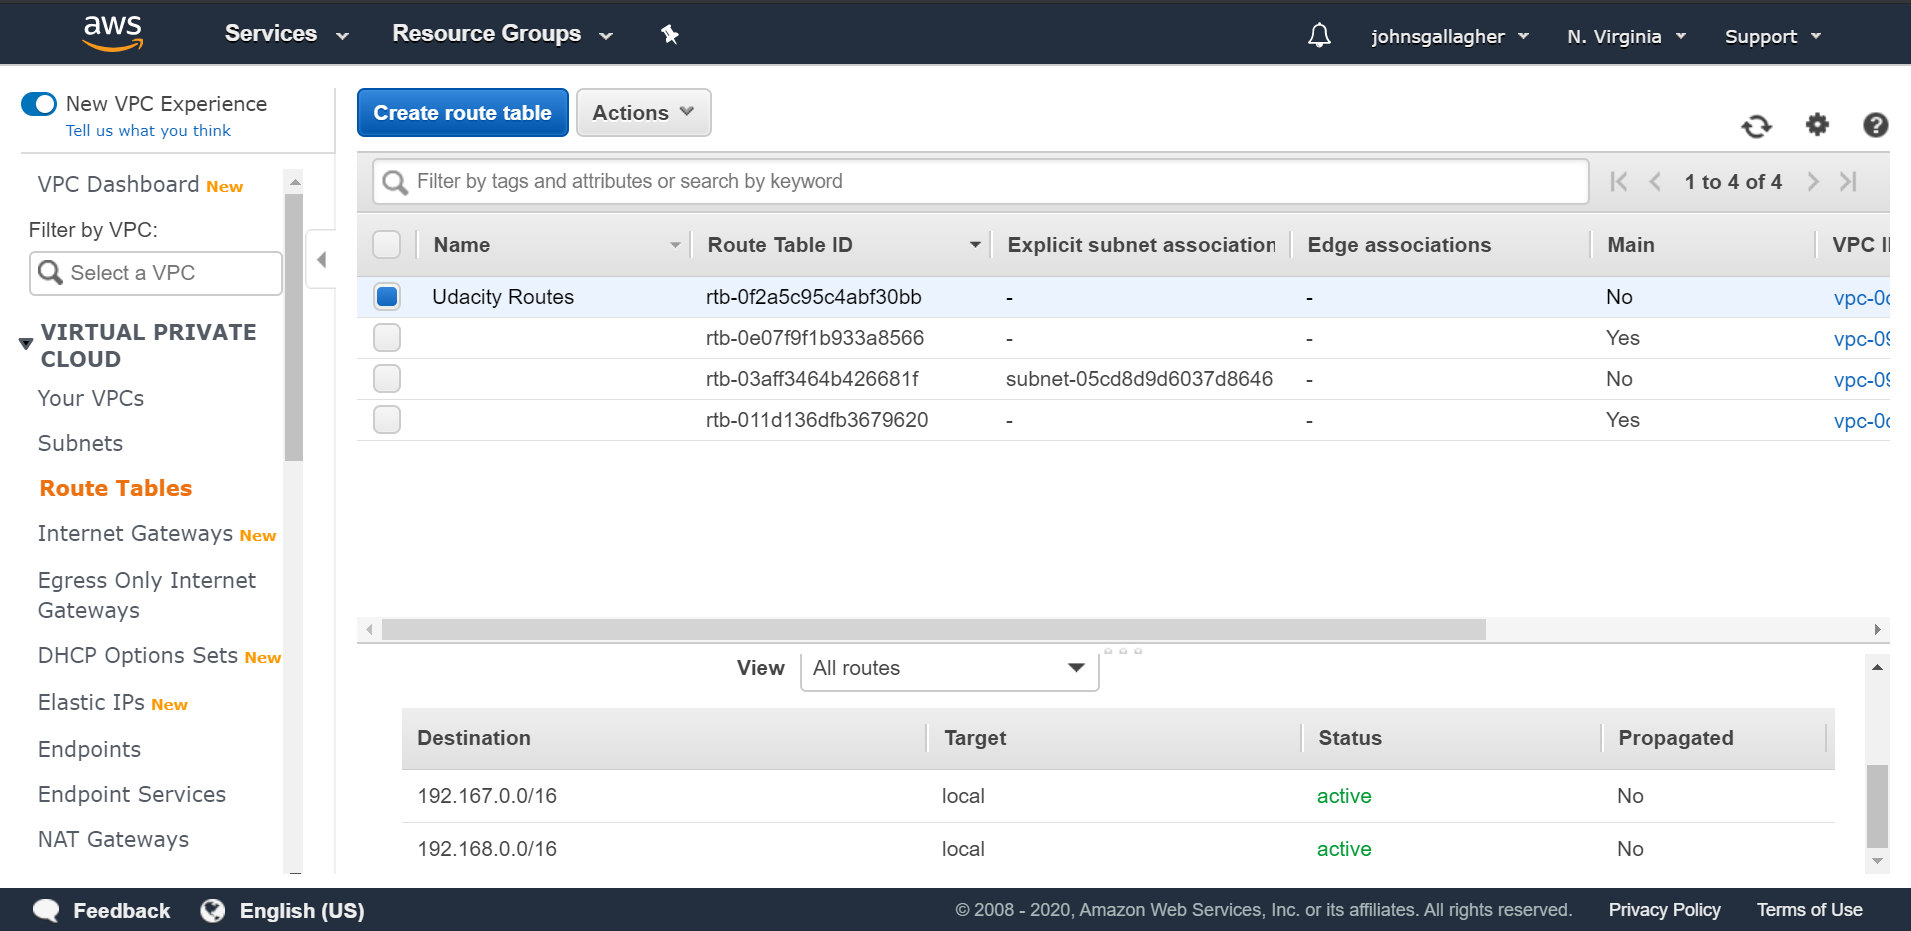 aws Services Resource Groups johnsgallagher N. Virginia Support
New VPC Experience
Tell us what you think
Create route table Actions
VPC Dashboard New
Filter by VPC:
Select a VPC
VIRTUAL PRIVATE
CLOUD
Your VPCs
Subnets
Route Tables
Internet Gateways New
Egress Only Internet
Gateways
DHCP Options Sets New
Elastic IPs New
Endpoints
Endpoint Services
NAT Gateways
Filter by tags and attributes or search by keyword 1 to 4 of 4
Name Route Table ID Explicit subnet association Edge associations Main VPC I
Udacity Routes rtb-0f2a5c95c4abf30bb - - No vpc-0
rtb-0e07f9f1b933a8566 - - Yes vpc-09
rtb-03aff3464b426681f subnet-05cd8d9d6037d8646 - No vpc-09
rtb-011d136dfb3679620 - - Yes vpc-0
View All routes
Destination Target Status Propagated
192.167.0.0/16 local active No
192.168.0.0/16 local active No
Feedback English (US) © 2008 - 2020, Amazon Web Services, Inc. or its affiliates. All rights reserved. Privacy Policy Terms of Use